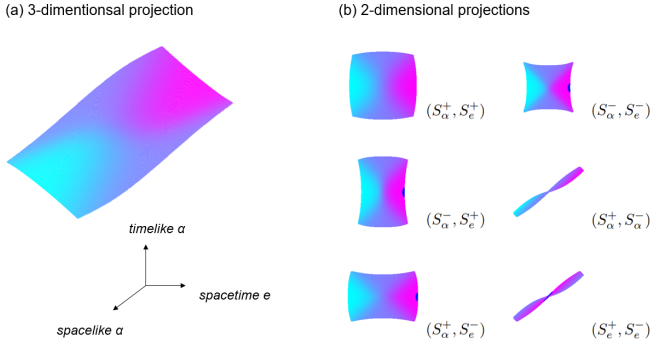 (a) 3-dimentionsal projection
(b) 2-dimensional projections
timelike α
spacetime e
spacelike α
(S_α^+, S_e^+)
(S_α^-, S_e^-)
(S_α^-, S_e^+)
(S_α^+, S_α^-)
(S_α^+, S_e^-)
(S_e^+, S_e^-)